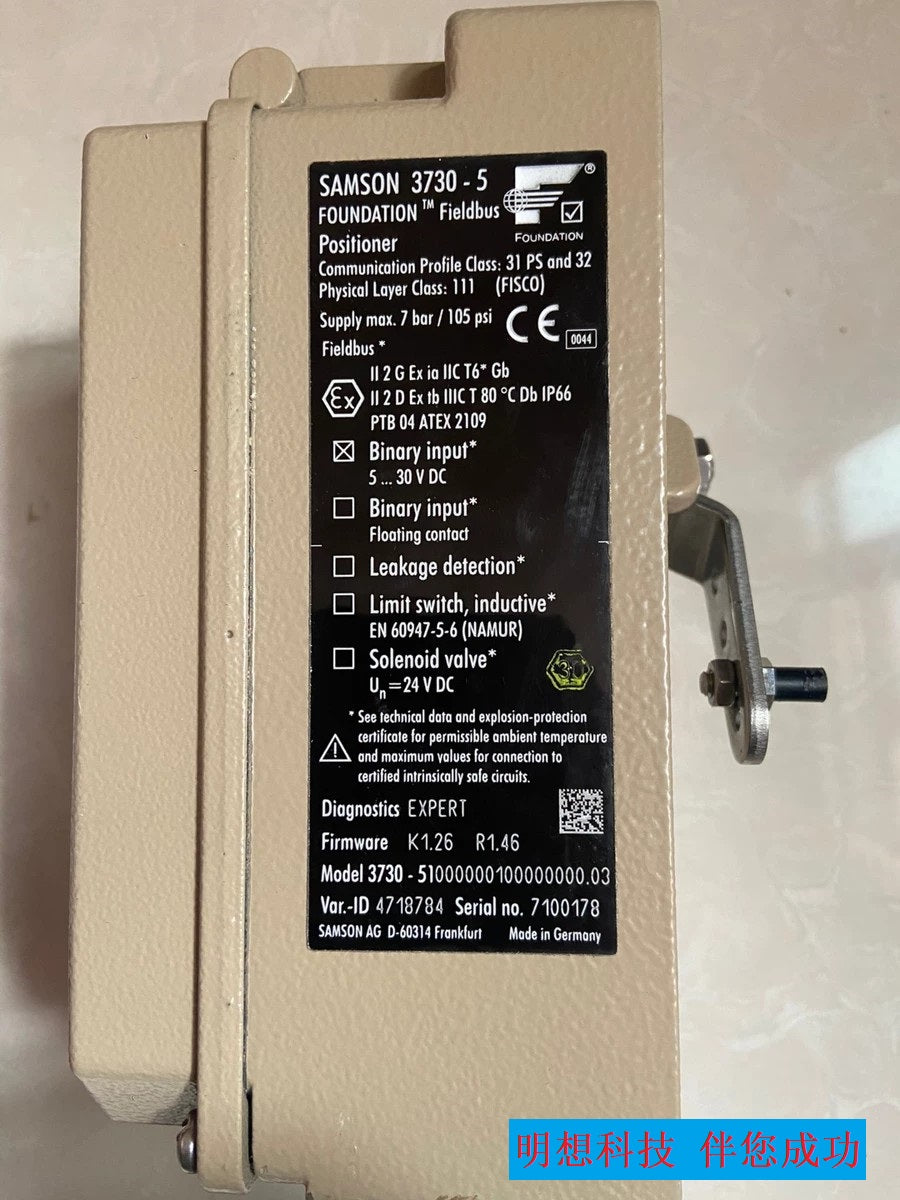 SAMSON 3730 - 5
FOUNDATION™ Fieldbus
®
FOUNDATION
Positioner
Communication Profile Class: 31 PS and 32
Physical Layer Class: 111 (FISCO)
Supply max. 7 bar / 105 psi
CE 0044
Fieldbus *
Ex
II 2 G Ex ia IIC T6* Gb
II 2 D Ex tb IIIC T 80 °C Db IP66
PTB 04 ATEX 2109
☒ Binary input*
5 ... 30 V DC
☐ Binary input*
Floating contact
☐ Leakage detection*
☐ Limit switch, inductive*
EN 60947-5-6 (NAMUR)
☐ Solenoid valve*
Un=24 V DC
30
* See technical data and explosion-protection
certificate for permissible ambient temperature
and maximum values for connection to
certified intrinsically safe circuits.
Diagnostics EXPERT
Firmware K1.26 R1.46
Model 3730 - 5100000010000000​0.03
Var.-ID 4718784 Serial no. 7100178
SAMSON AG D-60314 Frankfurt Made in Germany
明想科技 伴您成功